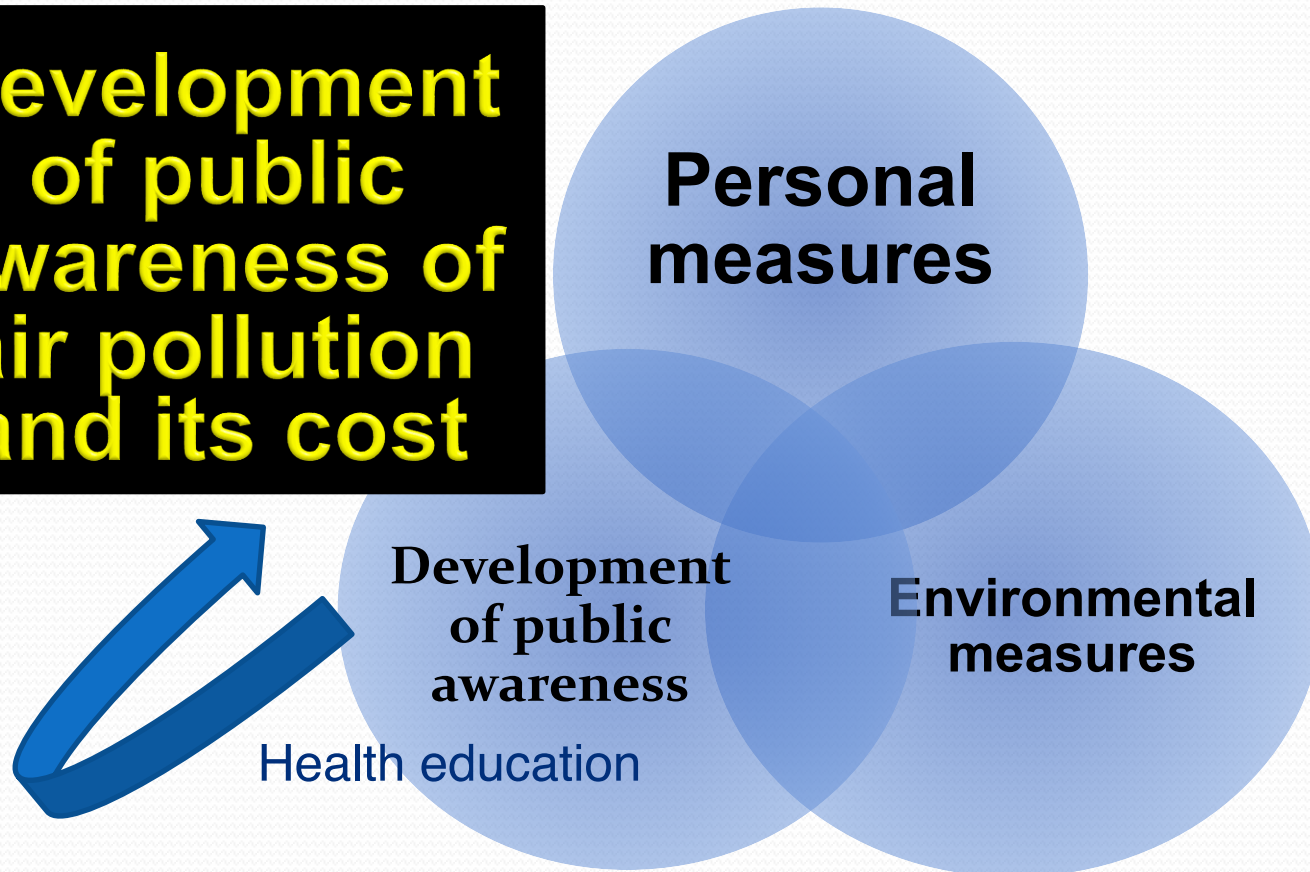 evelopment
of public
wareness of
ir pollution
and its cost
Personal
measures
Development
of public
awareness
Environmental
measures
Health education